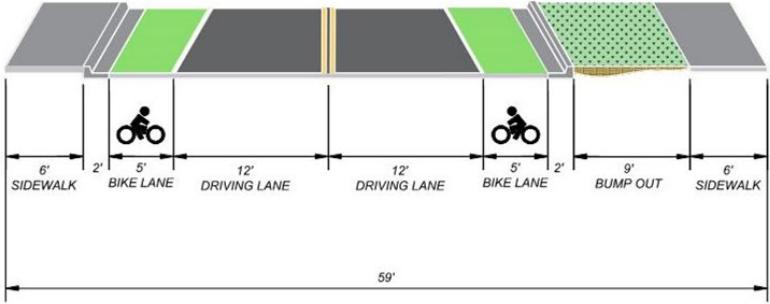 6'
SIDEWALK
2'
5'
BIKE LANE
12'
DRIVING LANE
12'
DRIVING LANE
5'
BIKE LANE
2'
9'
BUMP OUT
6'
SIDEWALK
59'